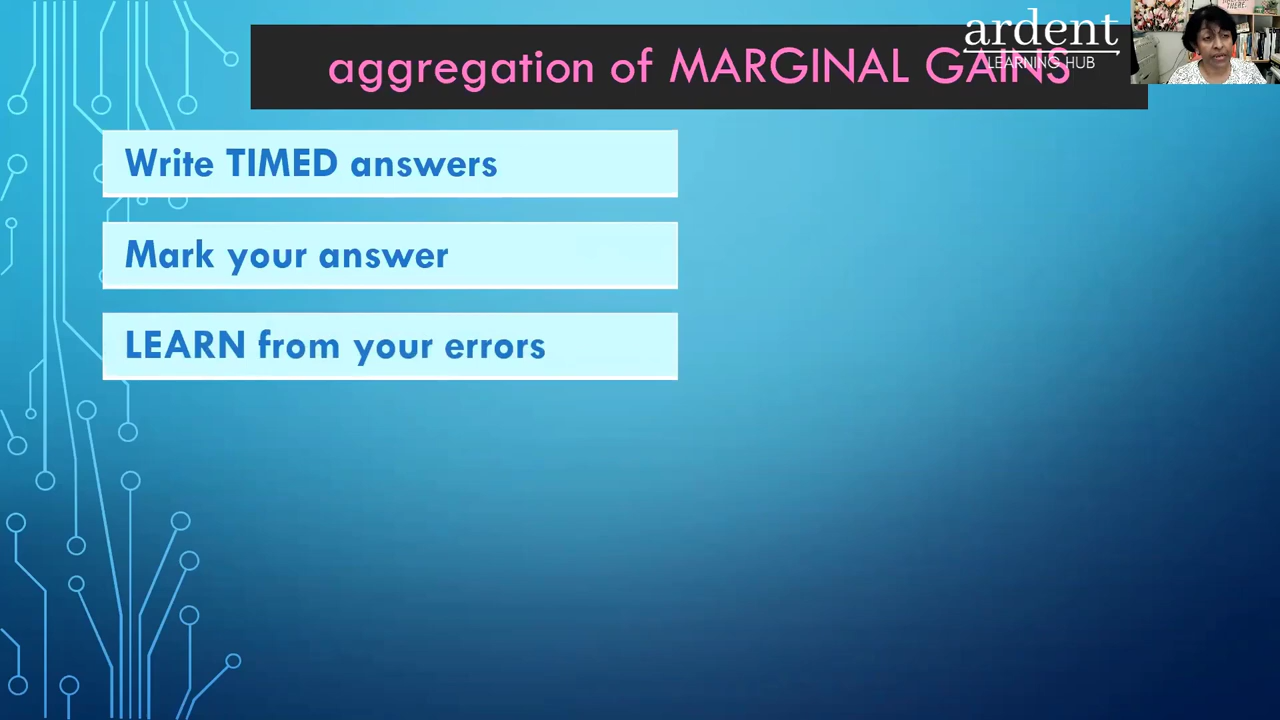 aggregation of MARGINAL GAINS
ardent
LEARNING HUB
Write TIMED answers
Mark your answer
LEARN from your errors